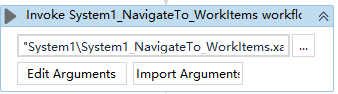 Invoke System1_NavigateTo_WorkItems workflo
"System1\System1_NavigateTo_WorkItems.xa
...
Edit Arguments
Import Arguments